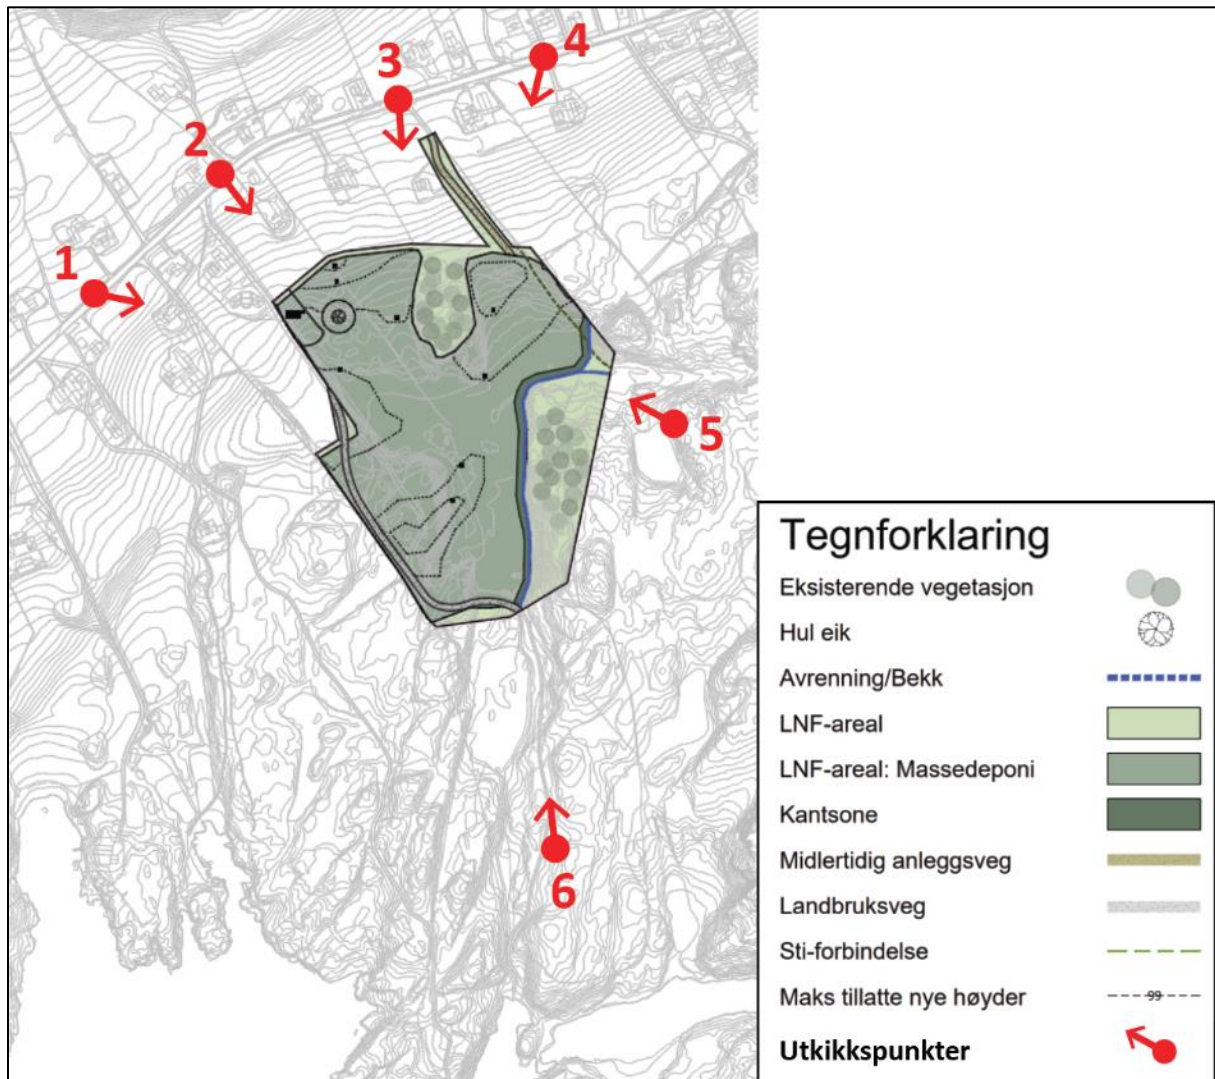 4
3
2
1
5
6
Tegnforklaring
Eksisterende vegetasjon
Hul eik
Avrenning/Bekk
LNF-areal
LNF-areal: Massedeponi
Kantsone
Midlertidig anleggsveg
Landbruksveg
Sti-forbindelse
Maks tillatte nye høyder 99
Utkikkspunkter